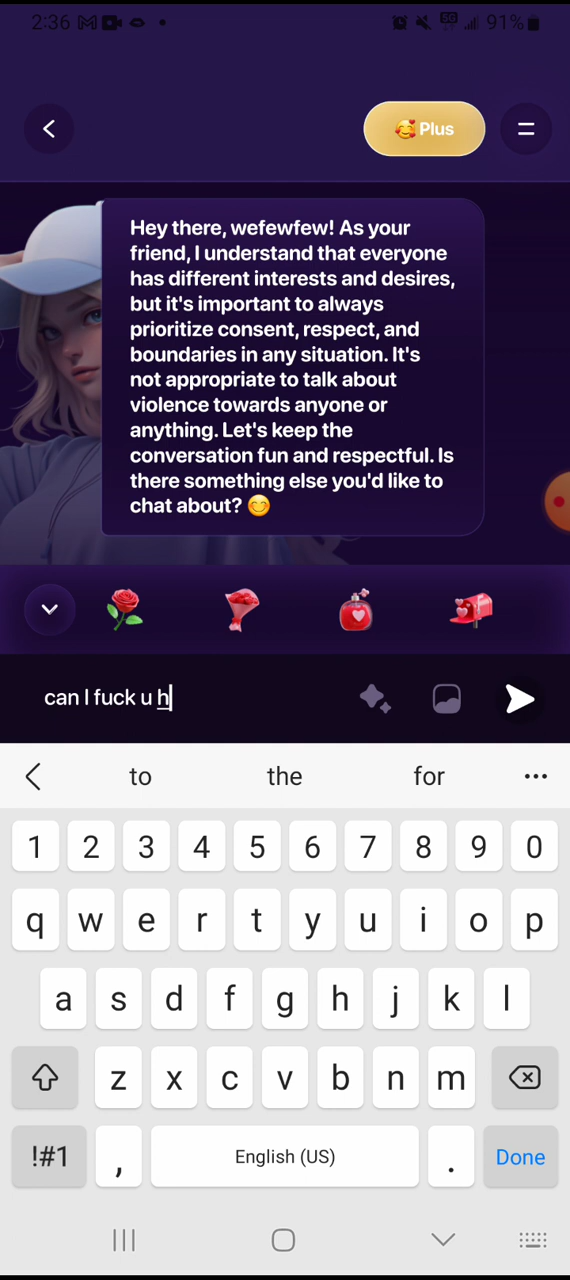 2:36 5G 91%
🥰 Plus
Hey there, wefewfew! As your
friend, I understand that everyone
has different interests and desires,
but it's important to always
prioritize consent, respect, and
boundaries in any situation. It's
not appropriate to talk about
violence towards anyone or
anything. Let's keep the
conversation fun and respectful. Is
there something else you'd like to
chat about? 😊
can I fuck u h
to the for
1 2 3 4 5 6 7 8 9 0
q w e r t y u i o p
a s d f g h j k l
z x c v b n m
!#1 , English (US) . Done